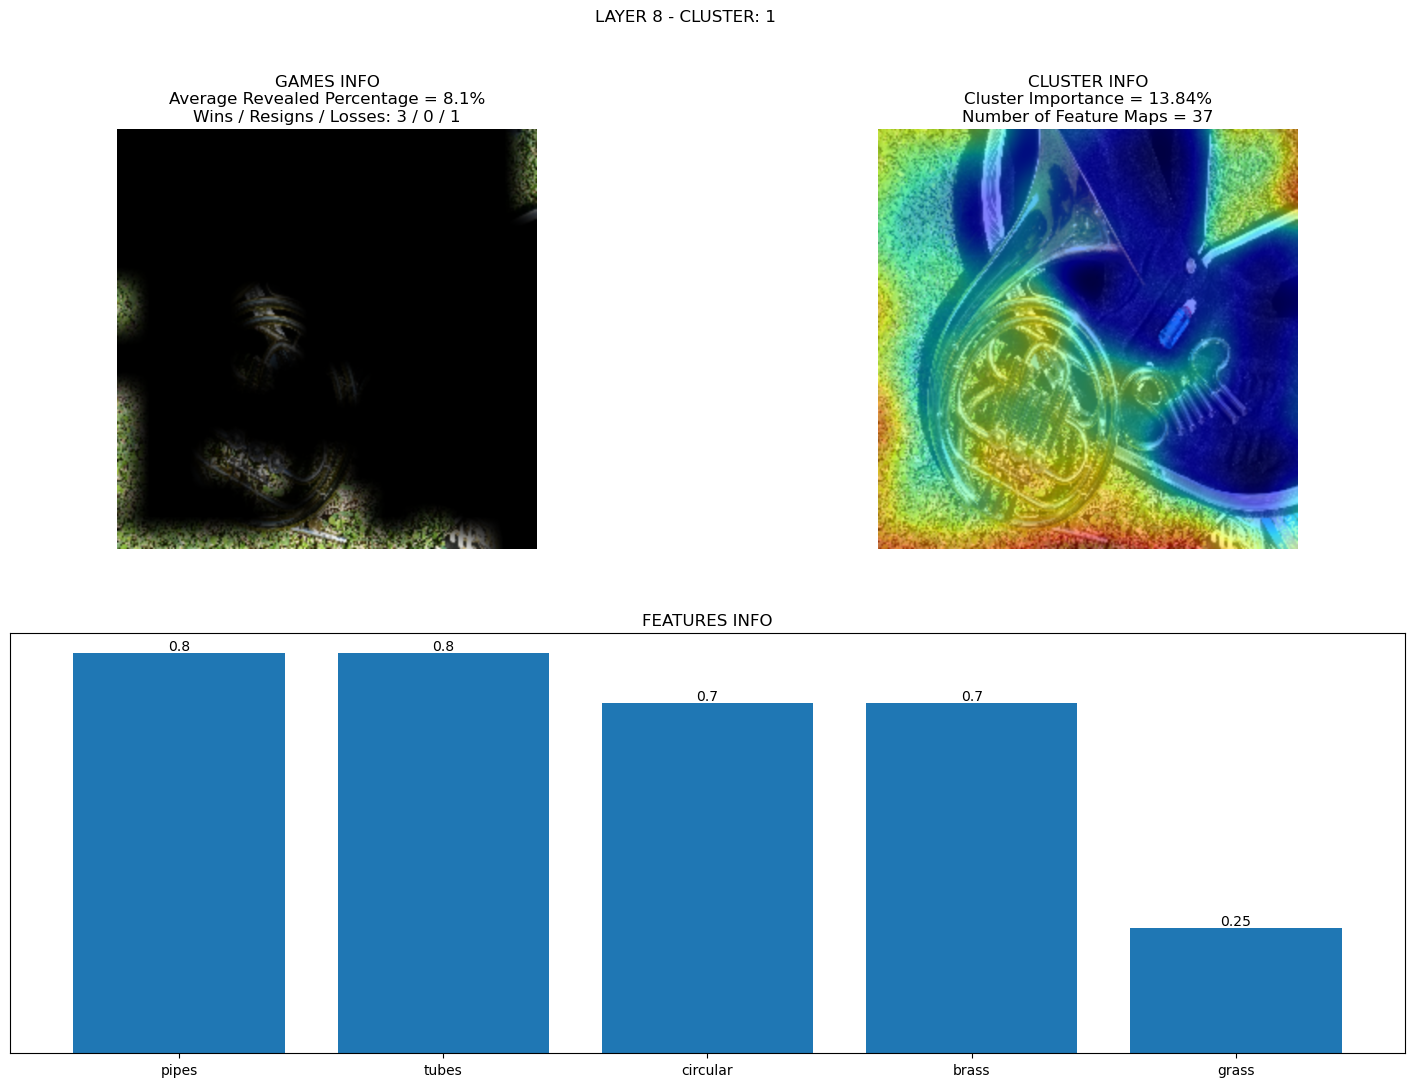 LAYER 8 - CLUSTER: 1
GAMES INFO
Average Revealed Percentage = 8.1%
Wins / Resigns / Losses: 3 / 0 / 1
CLUSTER INFO
Cluster Importance = 13.84%
Number of Feature Maps = 37
FEATURES INFO
0.8
0.8
0.7
0.7
0.25
pipes
tubes
circular
brass
grass